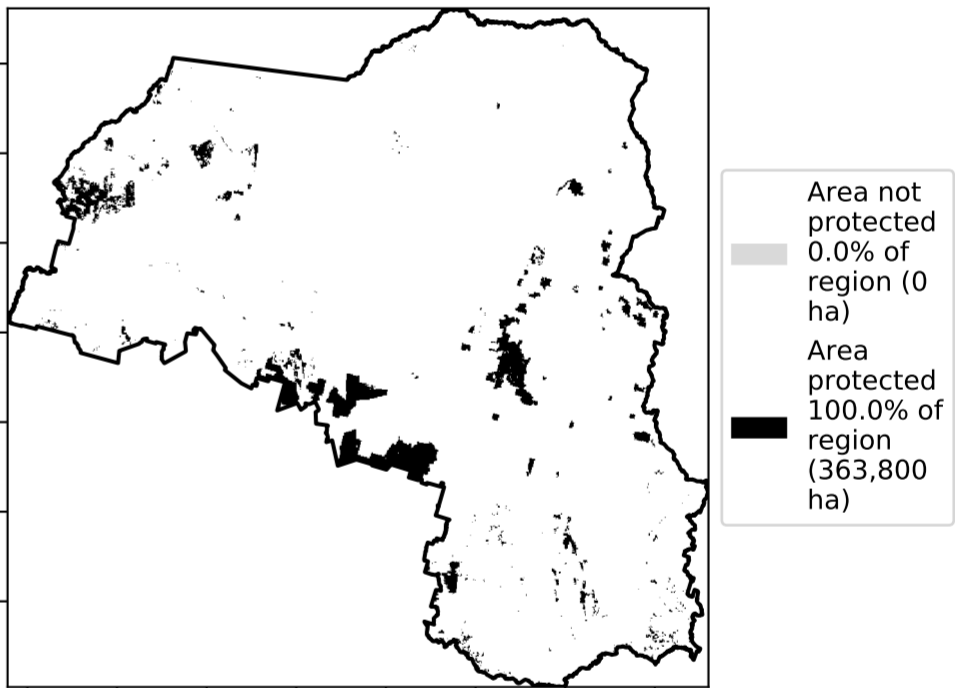 Area not
protected
0.0% of
region (0
ha)
Area
protected
100.0% of
region
(363,800
ha)